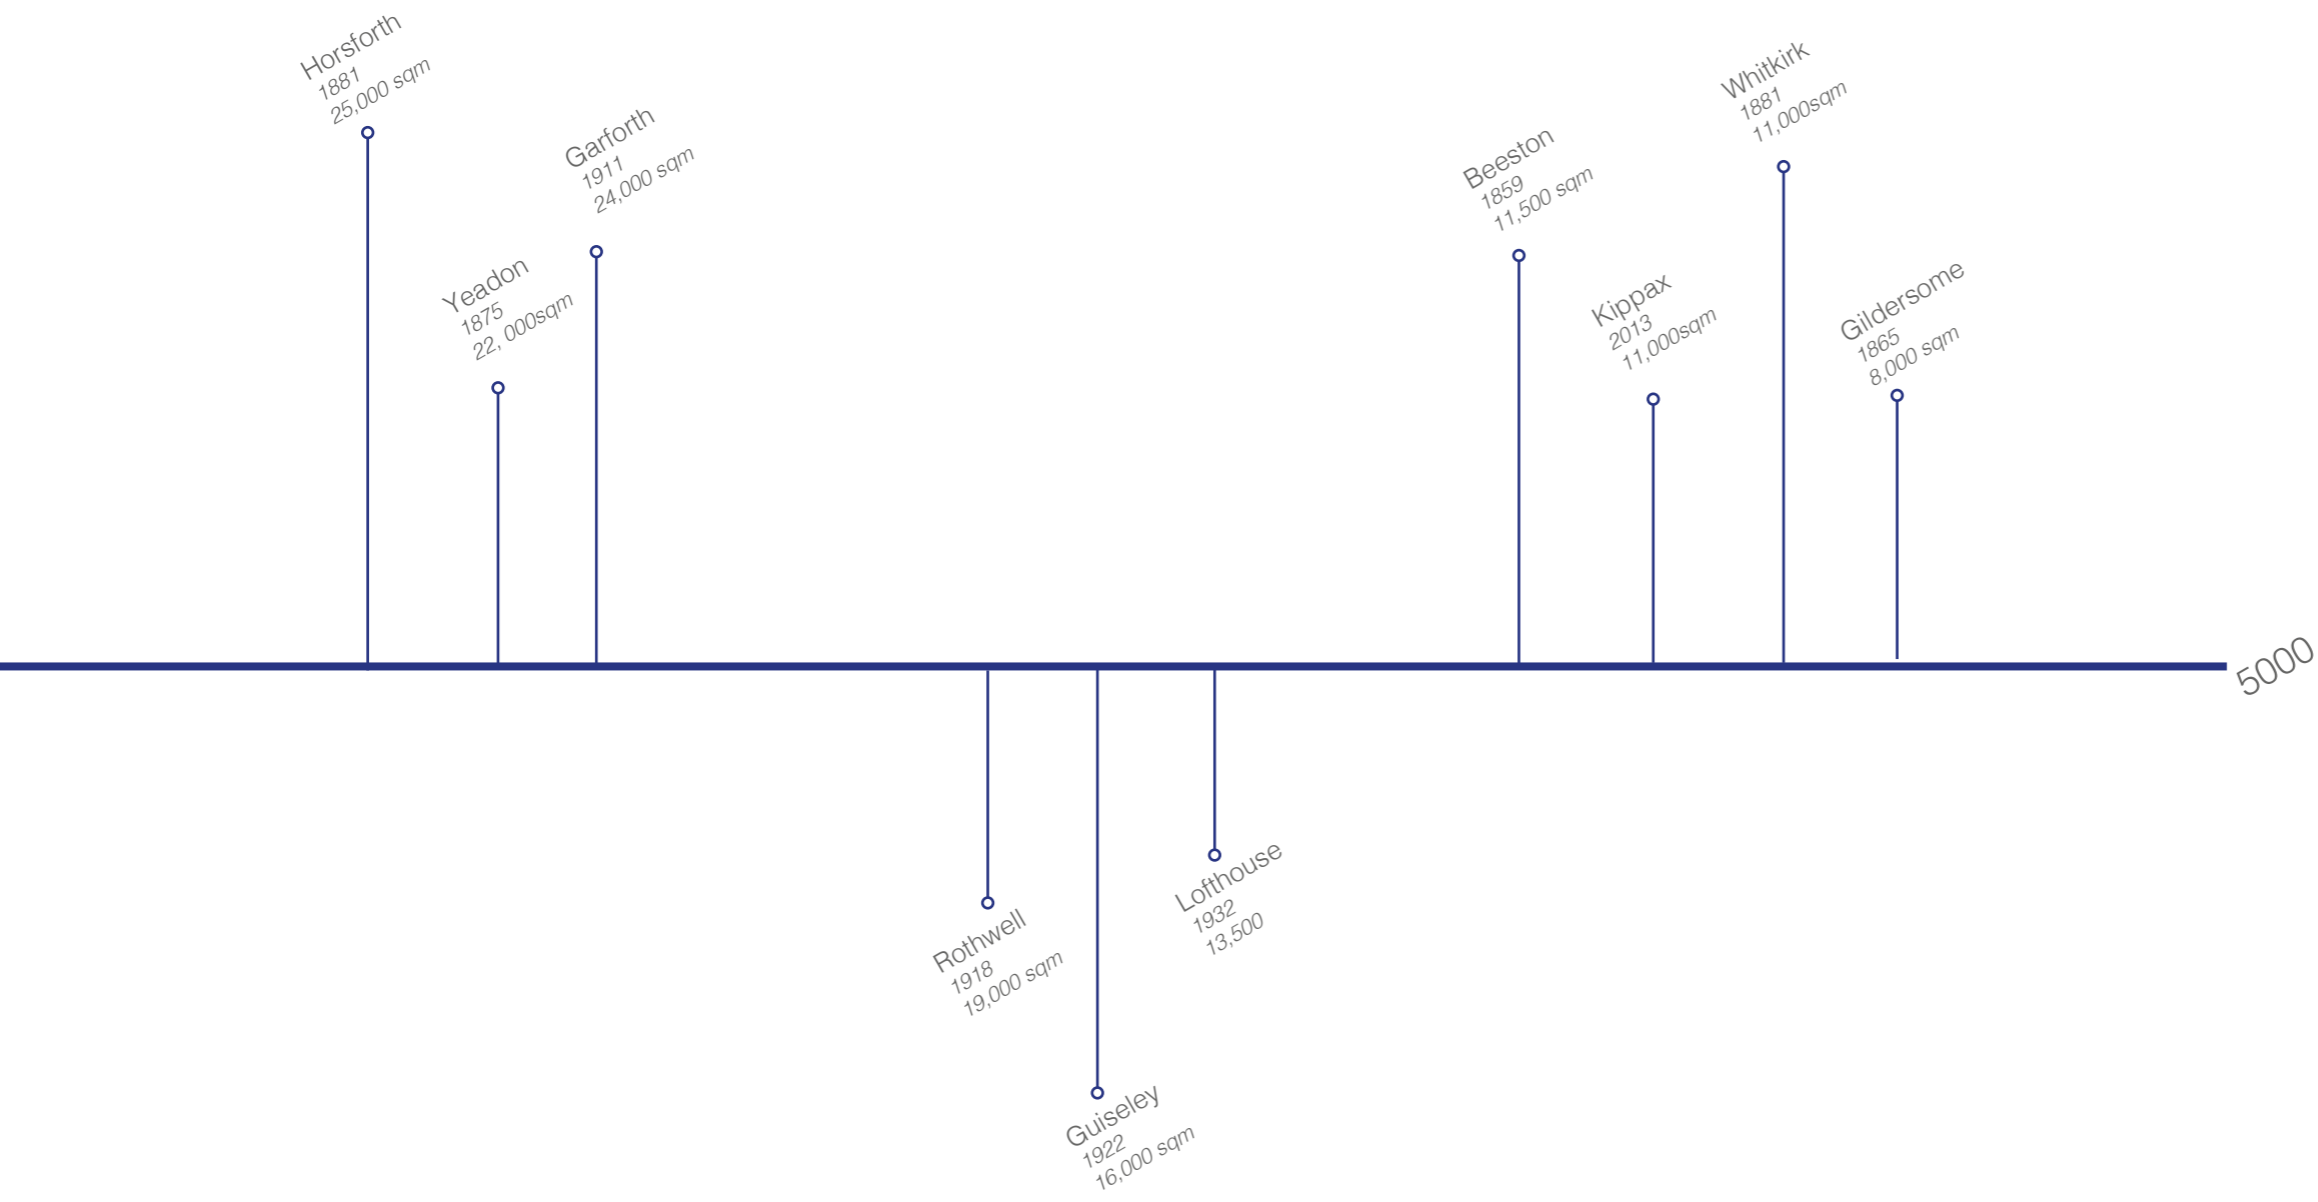 Horsforth
1881
25,000 sqm
Yeadon
1875
22, 000sqm
Garforth
1911
24,000 sqm
Rothwell
1918
19,000 sqm
Guiseley
1922
16,000 sqm
Lofthouse
1932
13,500
Beeston
1859
11,500 sqm
Kippax
2013
11,000sqm
Whitkirk
1881
11,000sqm
Gildersome
1865
8,000 sqm
5000